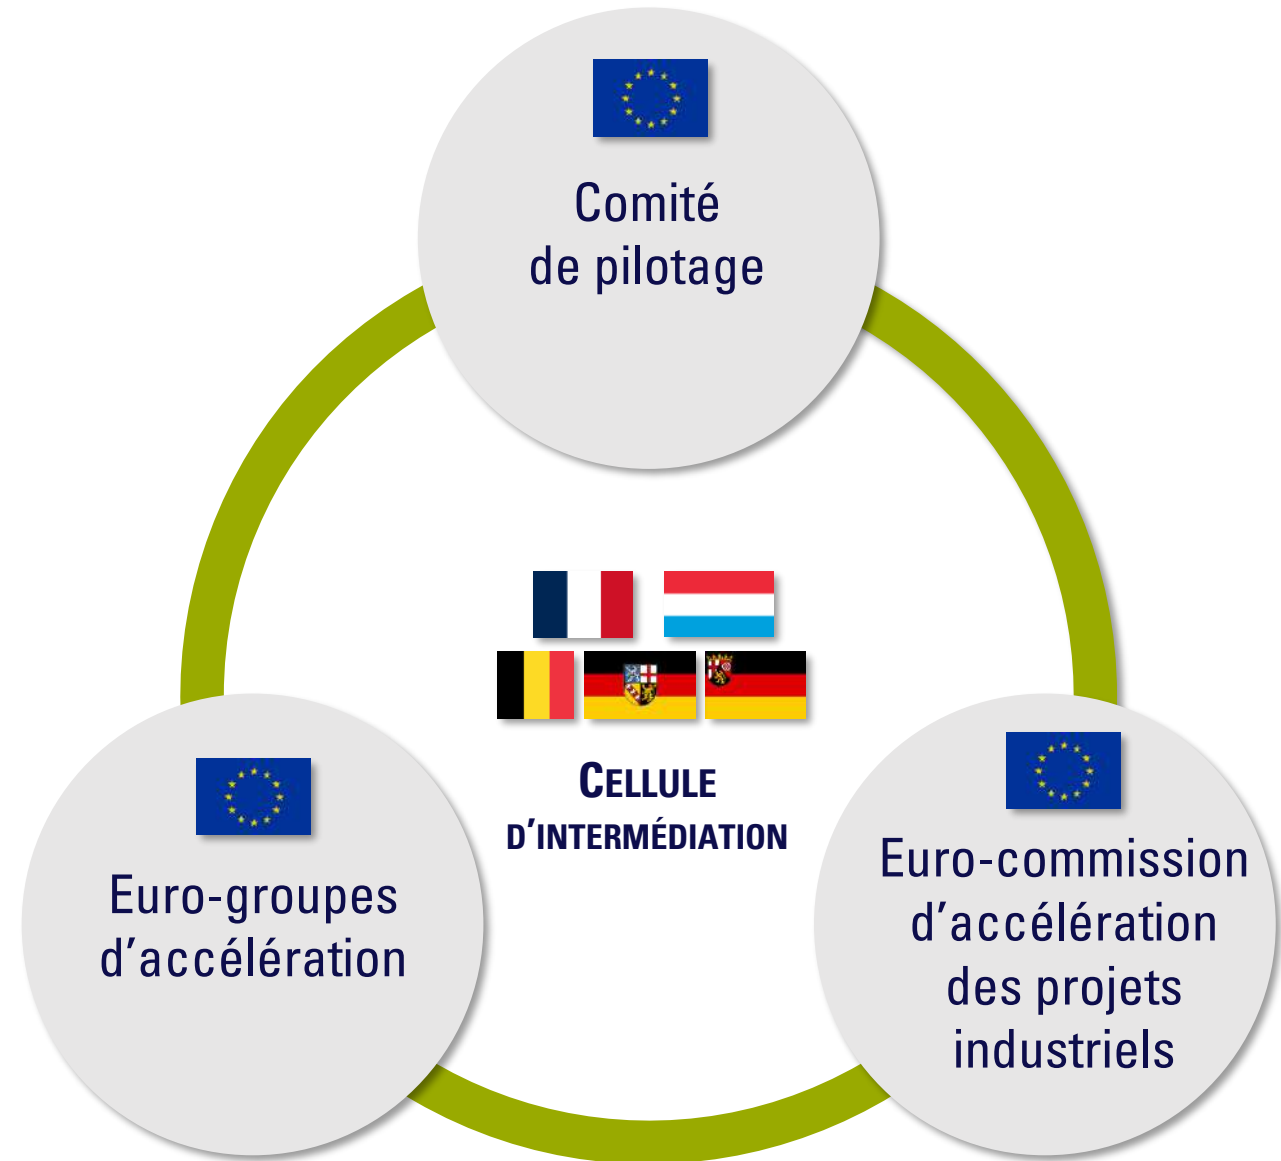 Comité
de pilotage
CELLULE
D'INTERMÉDIATION
Euro-groupes
d'accélération
Euro-commission
d'accélération
des projets
industriels